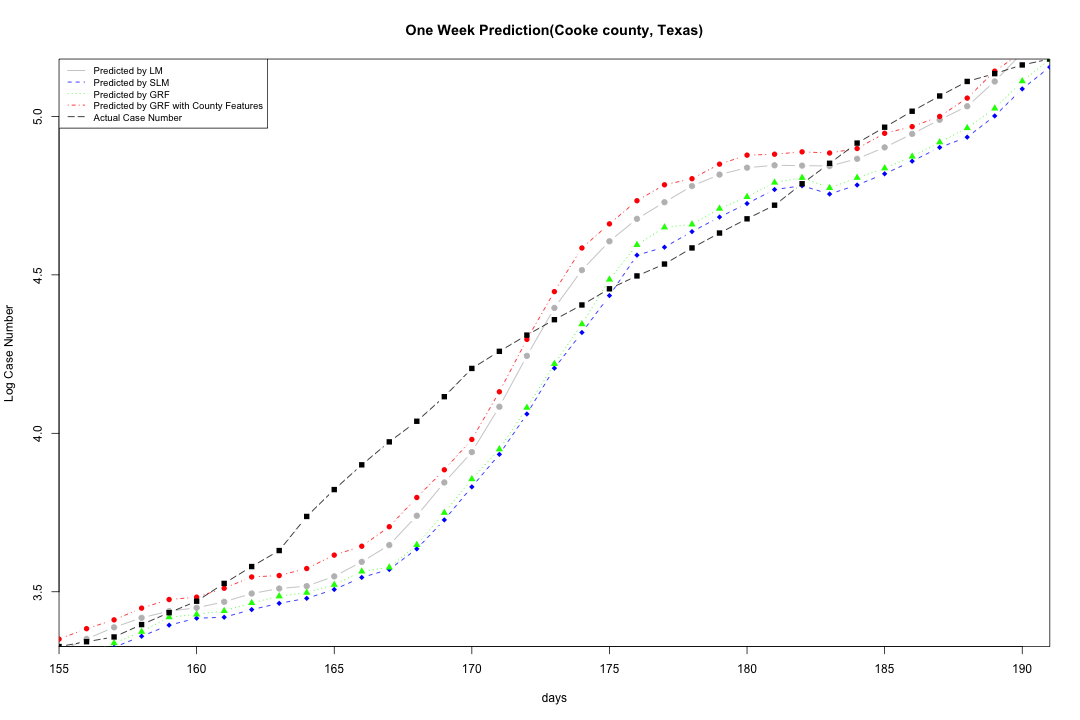 One Week Prediction(Cooke county, Texas)
Predicted by LM
Predicted by SLM
Predicted by GRF
Predicted by GRF with County Features
Actual Case Number
5.0
4.5
4.0
3.5
Log Case Number
155 160 165 170 175 180 185 190
days